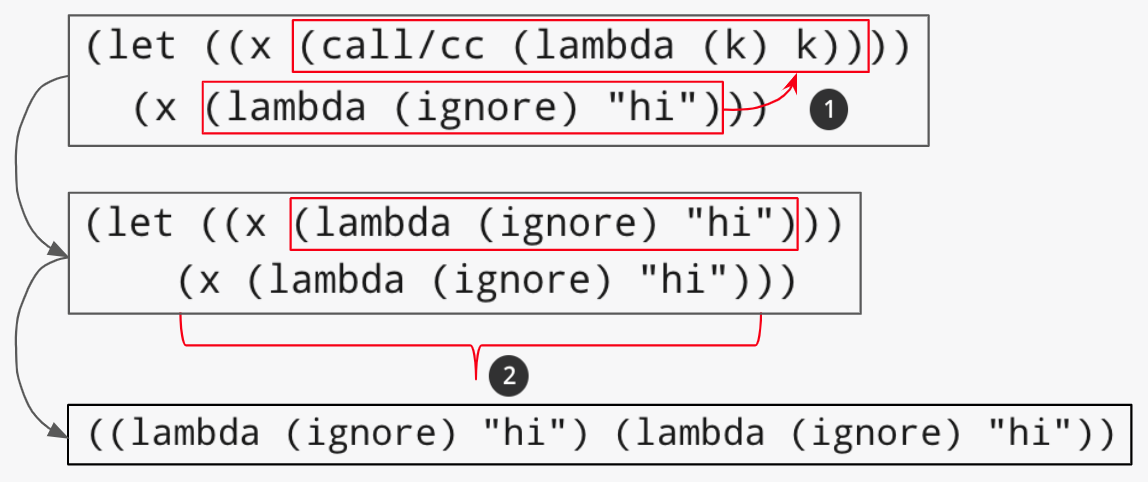 (let ((x (call/cc (lambda (k) k))))
(x (lambda (ignore) "hi")))
1
(let ((x (lambda (ignore) "hi")))
(x (lambda (ignore) "hi")))
2
((lambda (ignore) "hi") (lambda (ignore) "hi"))